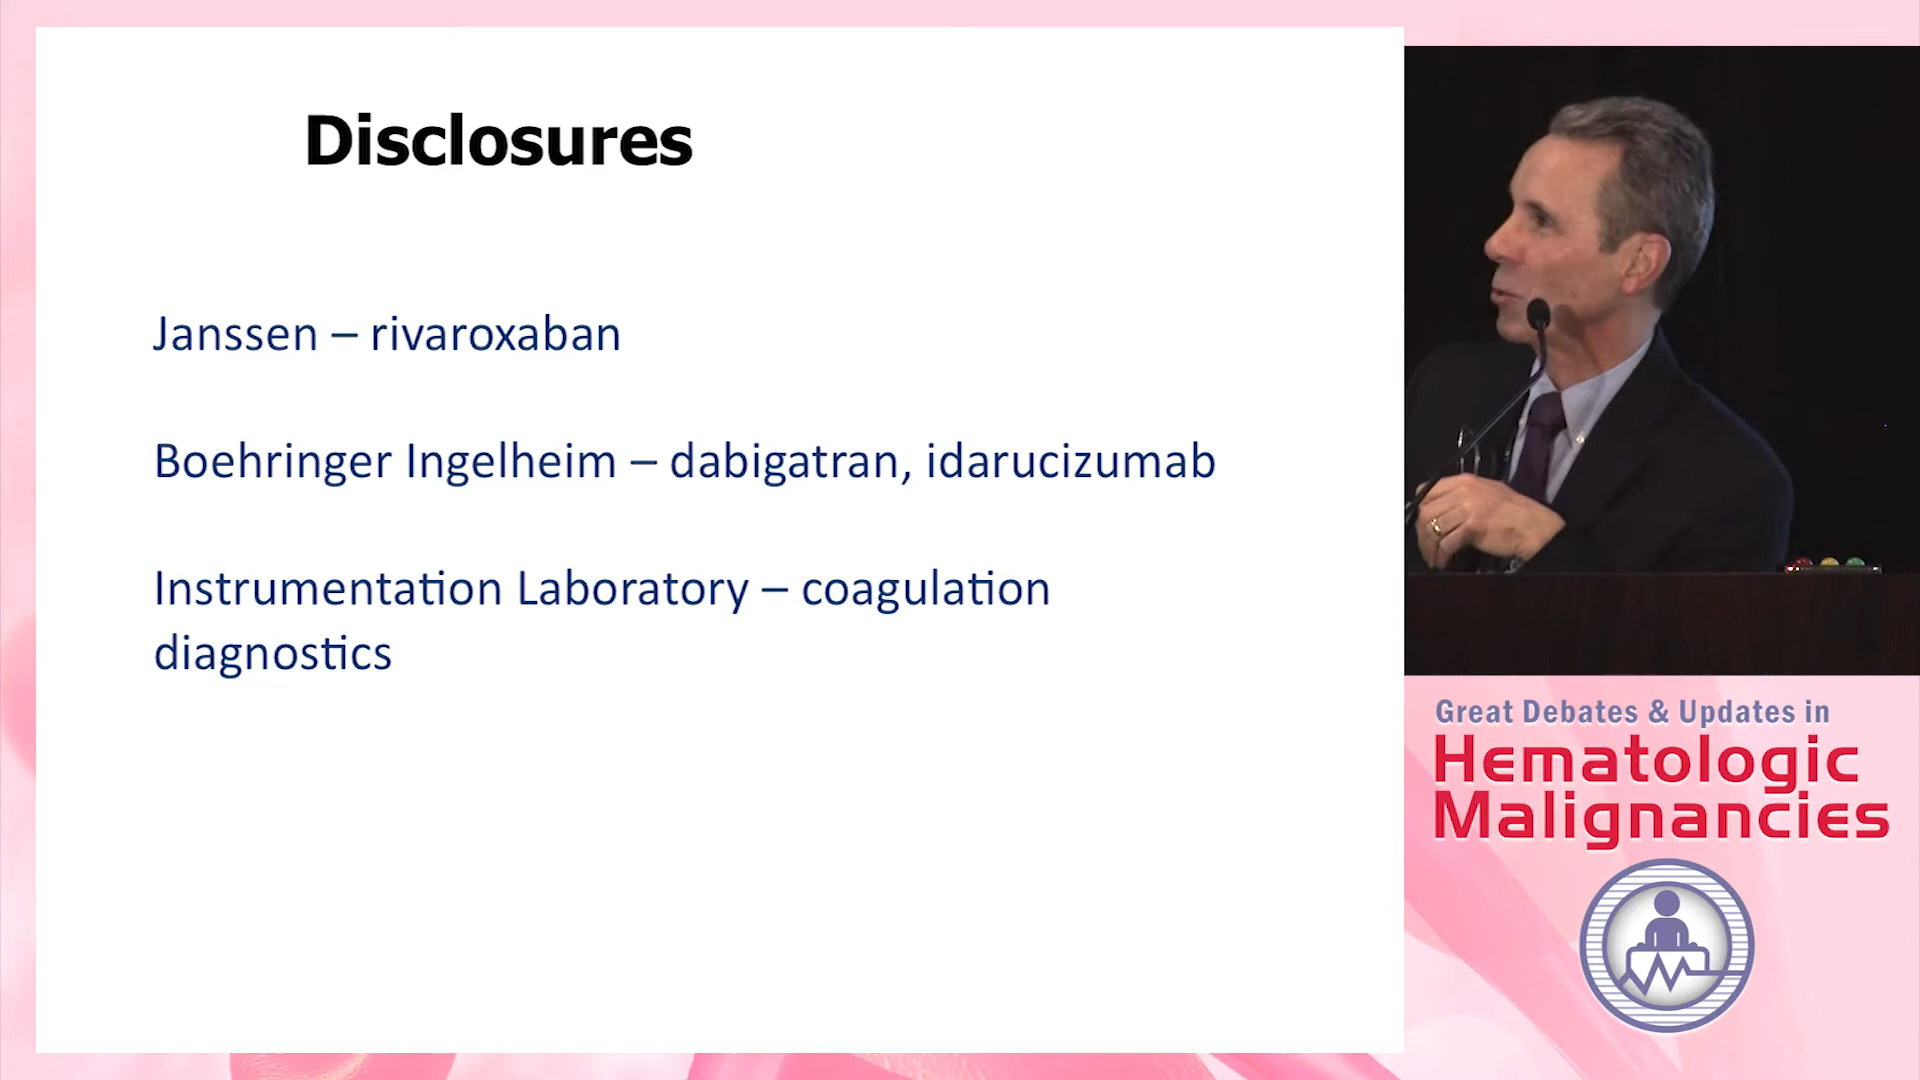 Disclosures
Janssen – rivaroxaban
Boehringer Ingelheim – dabigatran, idarucizumab
Instrumentation Laboratory – coagulation
diagnostics
Great Debates & Updates in
Hematologic
Malignancies